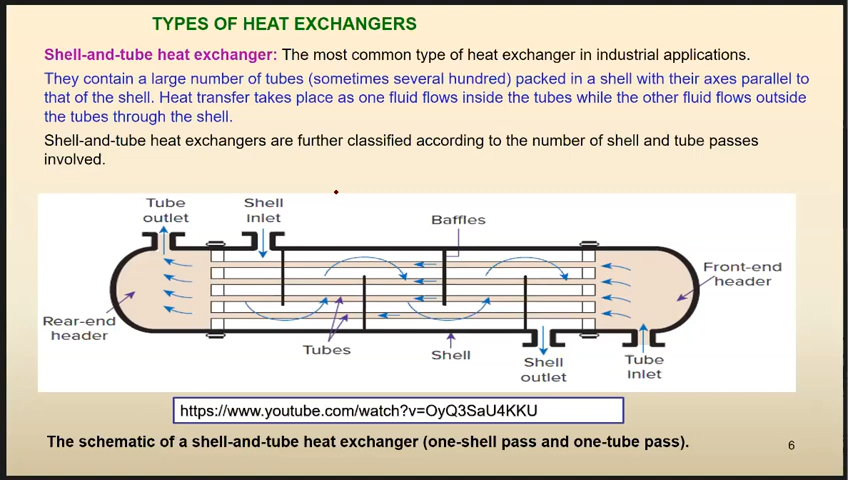 TYPES OF HEAT EXCHANGERS
Shell-and-tube heat exchanger: The most common type of heat exchanger in industrial applications.
They contain a large number of tubes (sometimes several hundred) packed in a shell with their axes parallel to
that of the shell. Heat transfer takes place as one fluid flows inside the tubes while the other fluid flows outside
the tubes through the shell.
Shell-and-tube heat exchangers are further classified according to the number of shell and tube passes
involved.
Tube
outlet
Shell
inlet
Baffles
Front-end
header
Rear-end
header
Tubes
Shell
Shell
outlet
Tube
inlet
https://www.youtube.com/watch?v=OyQ3SaU4KKU
The schematic of a shell-and-tube heat exchanger (one-shell pass and one-tube pass).
6